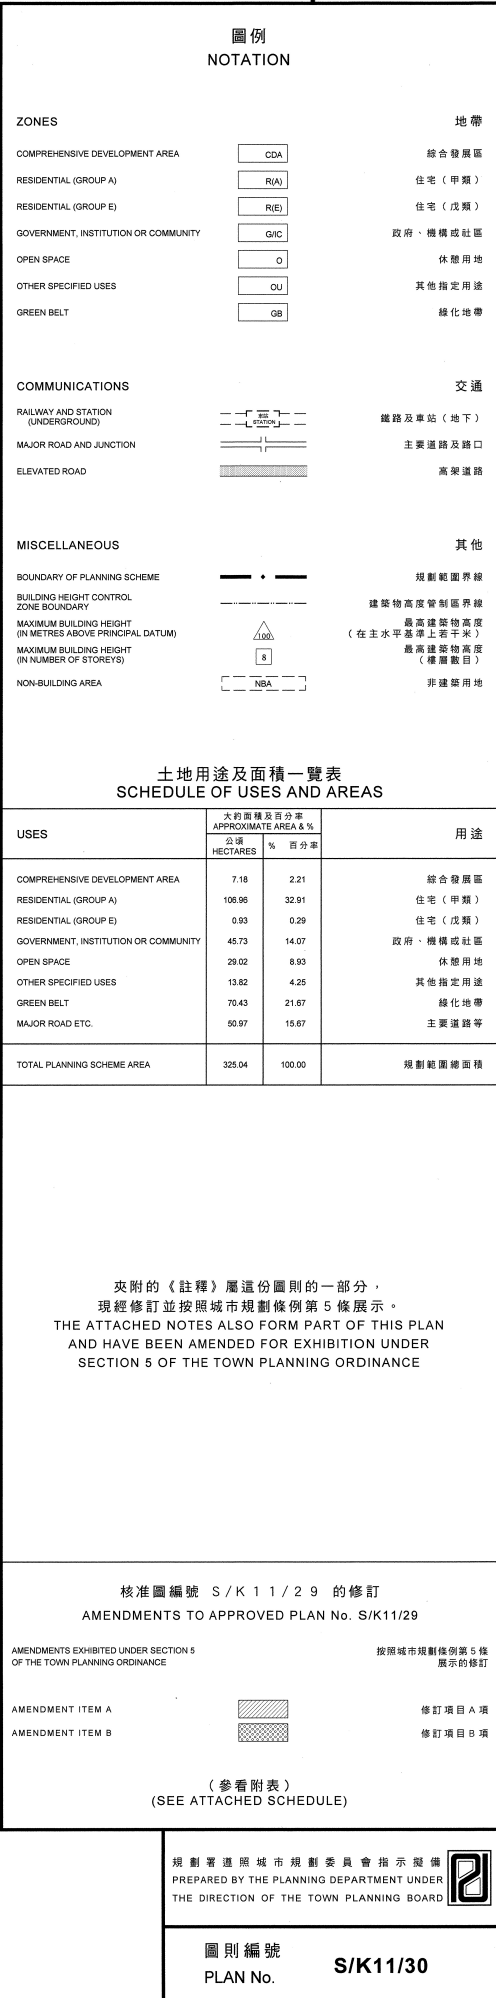 圖例
NOTATION
ZONES 地帶
COMPREHENSIVE DEVELOPMENT AREA CDA 綜合發展區
RESIDENTIAL (GROUP A) R(A) 住宅（甲類）
RESIDENTIAL (GROUP E) R(E) 住宅（戊類）
GOVERNMENT, INSTITUTION OR COMMUNITY G/IC 政府、機構或社區
OPEN SPACE O 休憩用地
OTHER SPECIFIED USES OU 其他指定用途
GREEN BELT GB 綠化地帶
COMMUNICATIONS 交通
RAILWAY AND STATION
(UNDERGROUND) 車站 STATION 鐵路及車站（地下）
MAJOR ROAD AND JUNCTION 主要道路及路口
ELEVATED ROAD 高架道路
MISCELLANEOUS 其他
BOUNDARY OF PLANNING SCHEME 規劃範圍界線
BUILDING HEIGHT CONTROL
ZONE BOUNDARY 建築物高度管制區界線
MAXIMUM BUILDING HEIGHT 最高建築物高度
(IN METRES ABOVE PRINCIPAL DATUM) 100 （在主水平基準上若干米）
MAXIMUM BUILDING HEIGHT 最高建築物高度
(IN NUMBER OF STOREYS) 8 （樓層數目）
NON-BUILDING AREA NBA 非建築用地
土地用途及面積一覽表
SCHEDULE OF USES AND AREAS
USES 大約面積及百分率 用途
APPROXIMATE AREA & %
公頃 % 百分率
HECTARES
COMPREHENSIVE DEVELOPMENT AREA 7.18 2.21 綜合發展區
RESIDENTIAL (GROUP A) 106.96 32.91 住宅（甲類）
RESIDENTIAL (GROUP E) 0.93 0.29 住宅（戊類）
GOVERNMENT, INSTITUTION OR COMMUNITY 45.73 14.07 政府、機構或社區
OPEN SPACE 29.02 8.93 休憩用地
OTHER SPECIFIED USES 13.82 4.25 其他指定用途
GREEN BELT 70.43 21.67 綠化地帶
MAJOR ROAD ETC. 50.97 15.67 主要道路等
TOTAL PLANNING SCHEME AREA 325.04 100.00 規劃範圍總面積
夾附的《註釋》屬這份圖則的一部分，
現經修訂並按照城市規劃條例第5條展示。
THE ATTACHED NOTES ALSO FORM PART OF THIS PLAN
AND HAVE BEEN AMENDED FOR EXHIBITION UNDER
SECTION 5 OF THE TOWN PLANNING ORDINANCE
核准圖編號 S/K11/29 的修訂
AMENDMENTS TO APPROVED PLAN No. S/K11/29
AMENDMENTS EXHIBITED UNDER SECTION 5 按照城市規劃條例第5條
OF THE TOWN PLANNING ORDINANCE 展示的修訂
AMENDMENT ITEM A 修訂項目A項
AMENDMENT ITEM B 修訂項目B項
（參看附表）
(SEE ATTACHED SCHEDULE)
規劃署遵照城市規劃委員會指示擬備
PREPARED BY THE PLANNING DEPARTMENT UNDER
THE DIRECTION OF THE TOWN PLANNING BOARD
圖則編號
PLAN No. S/K11/30